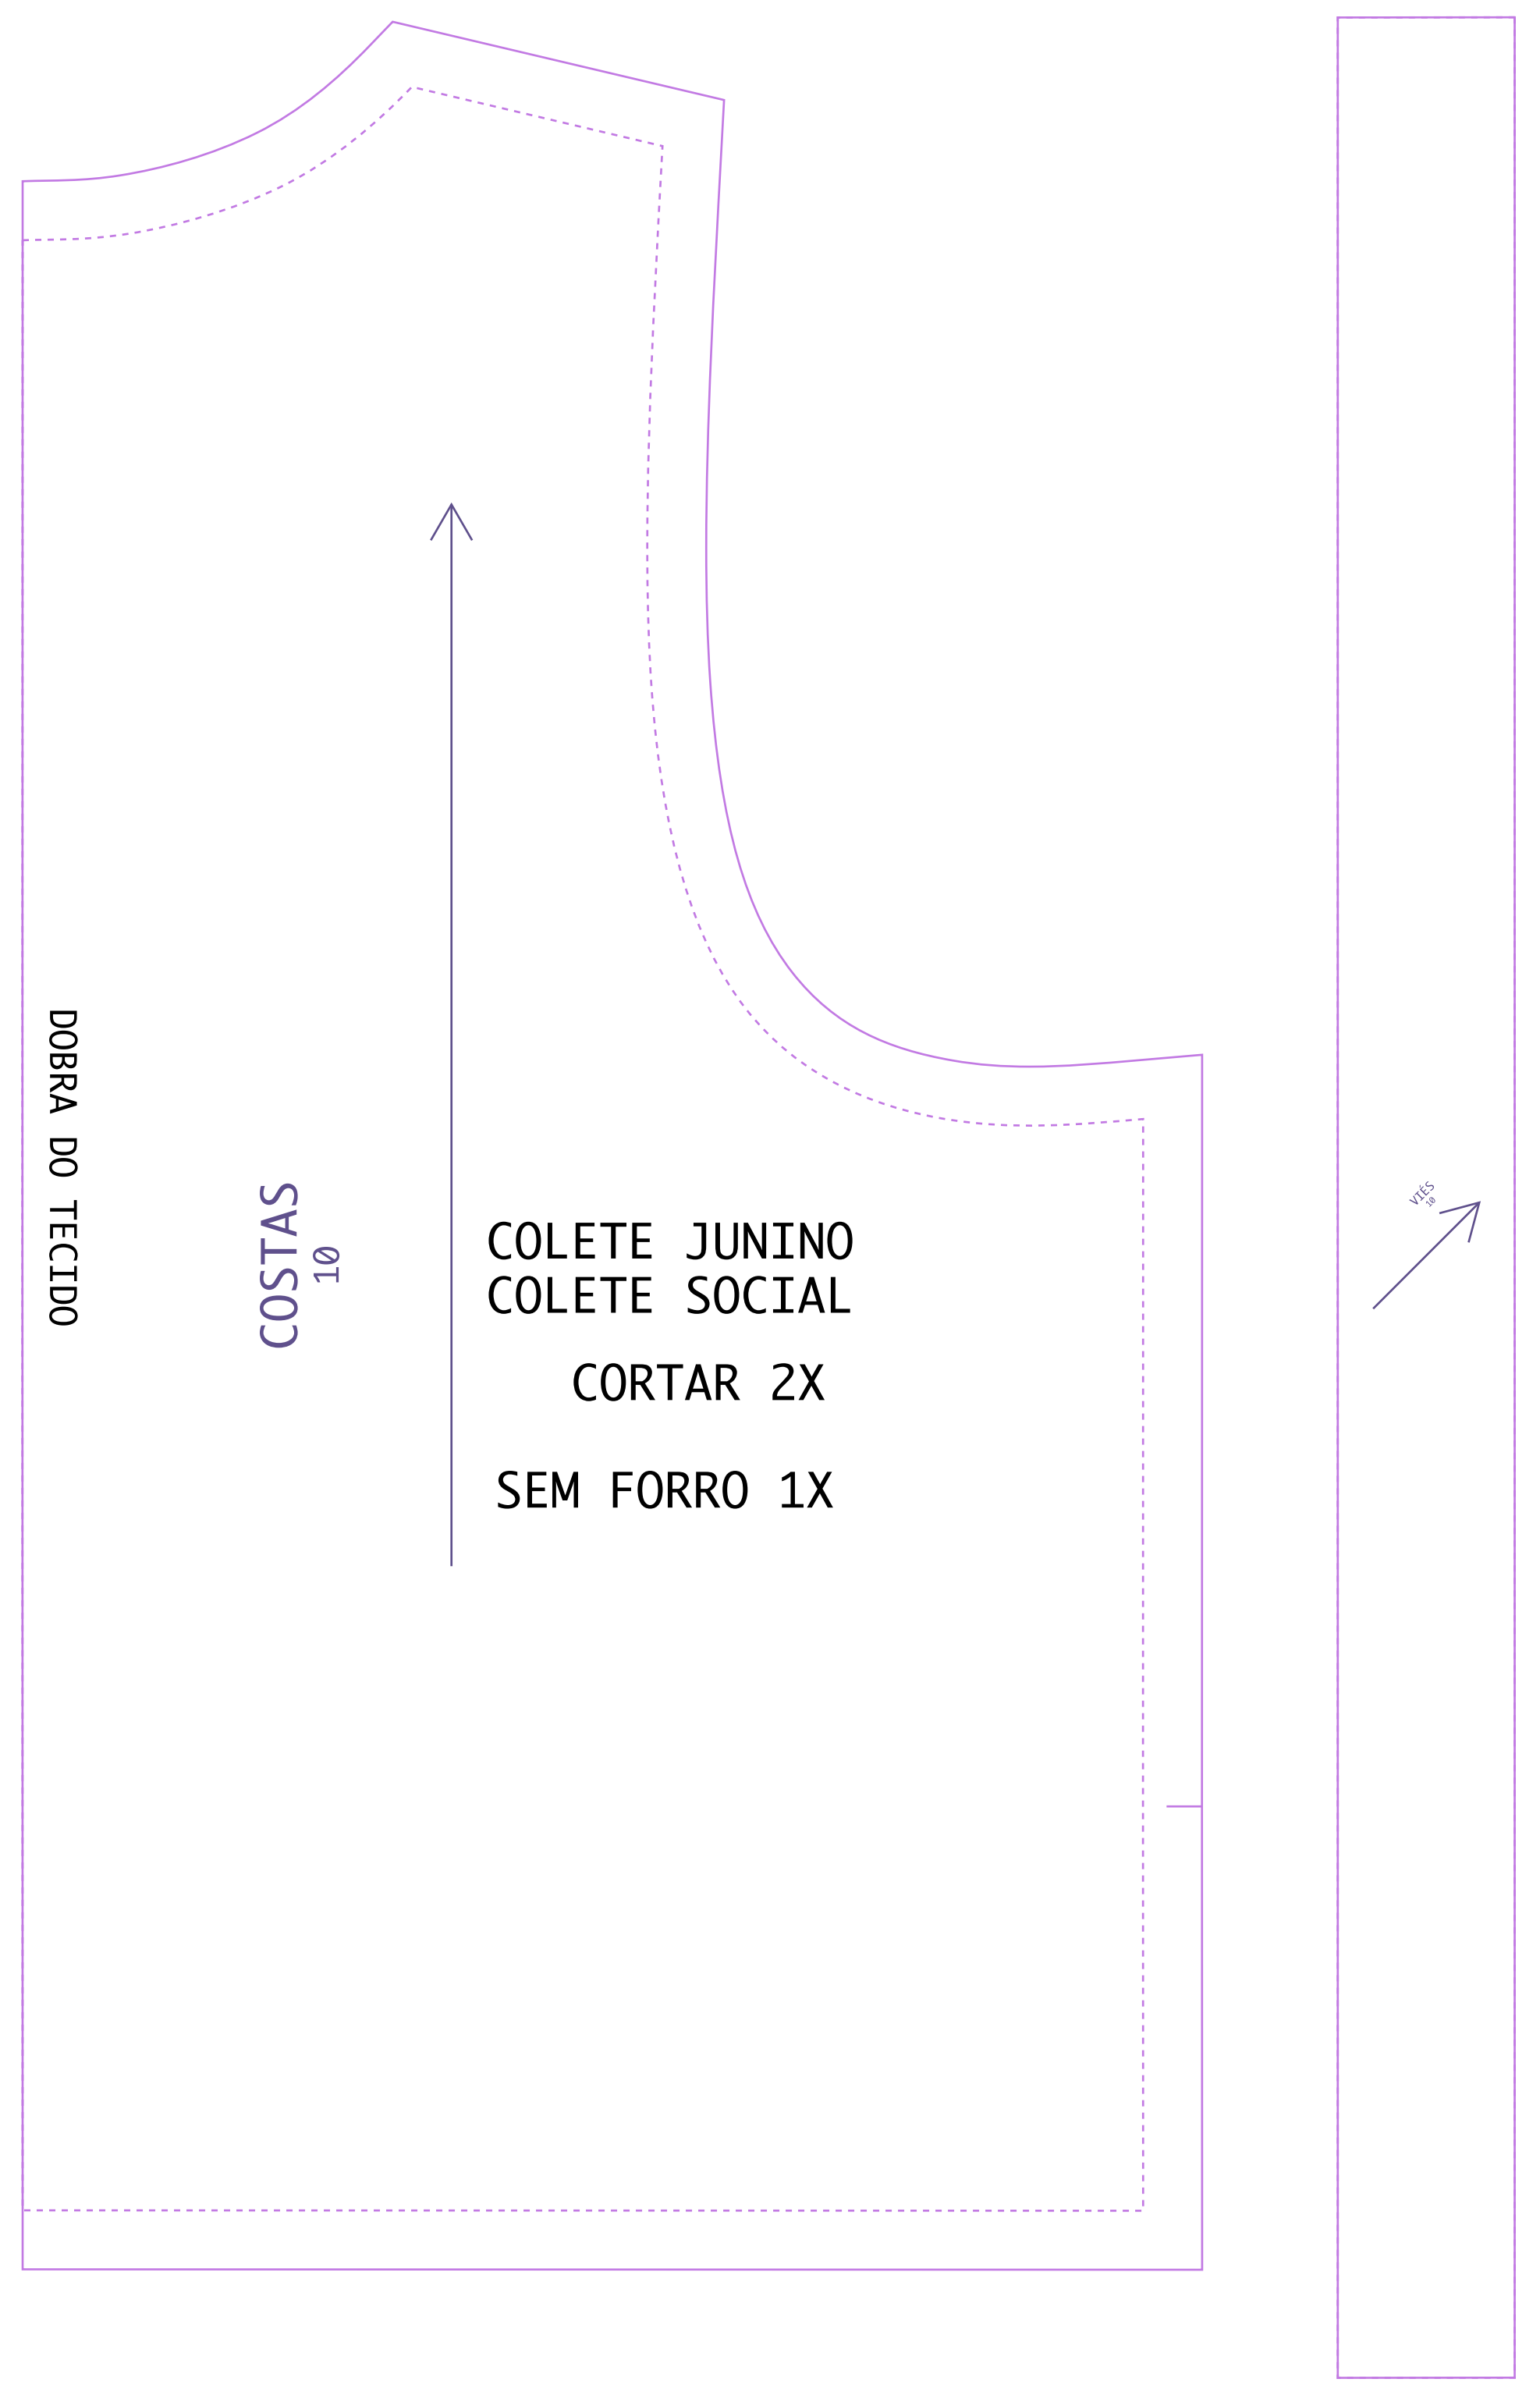 DOBRA DO TECIDO
COSTAS
10
COLETE JUNINO
COLETE SOCIAL
CORTAR 2X
SEM FORRO 1X
VIÉS
10